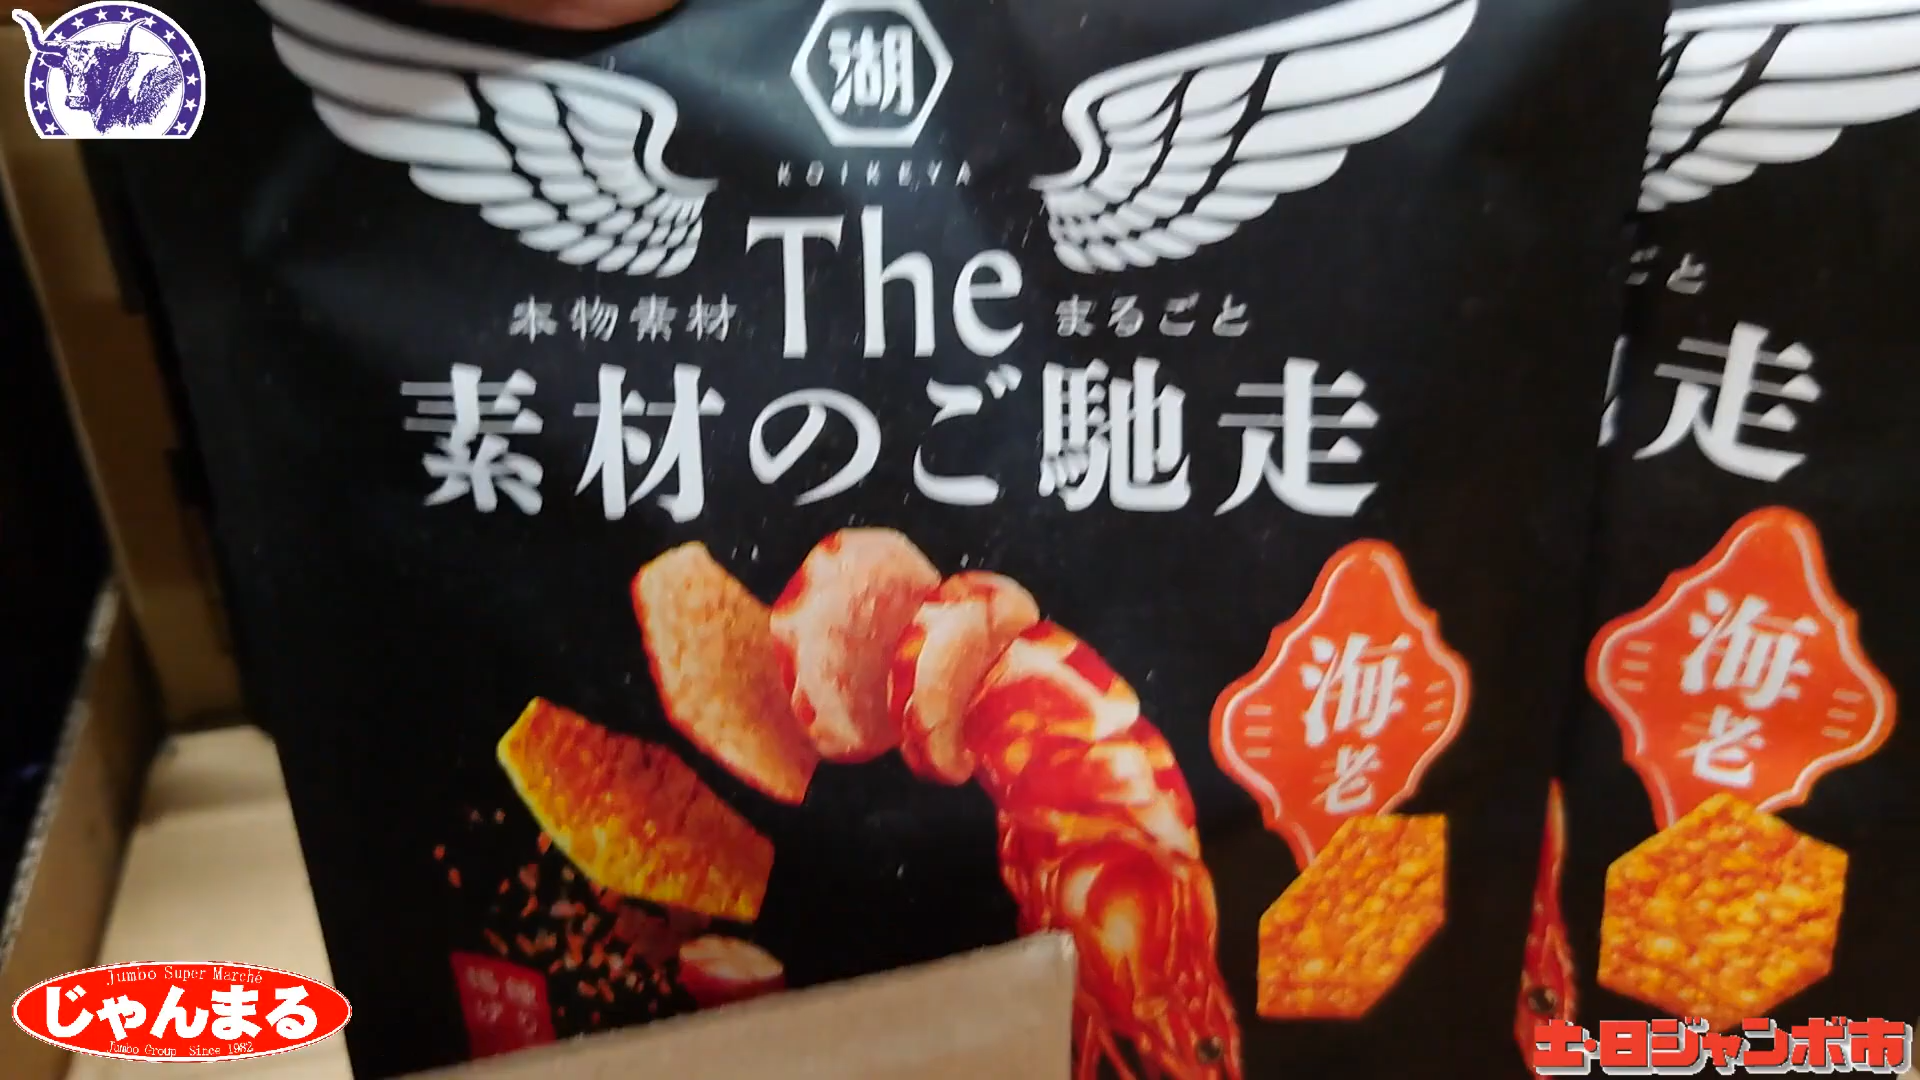 湖
KOIKEYA
本物素材 The まるごと
素材のご馳走
海老
ごと
走
海老
Jumbo Super Marché
じゃんまる
Jumbo Group Since 1982
土・日ジャンボ市